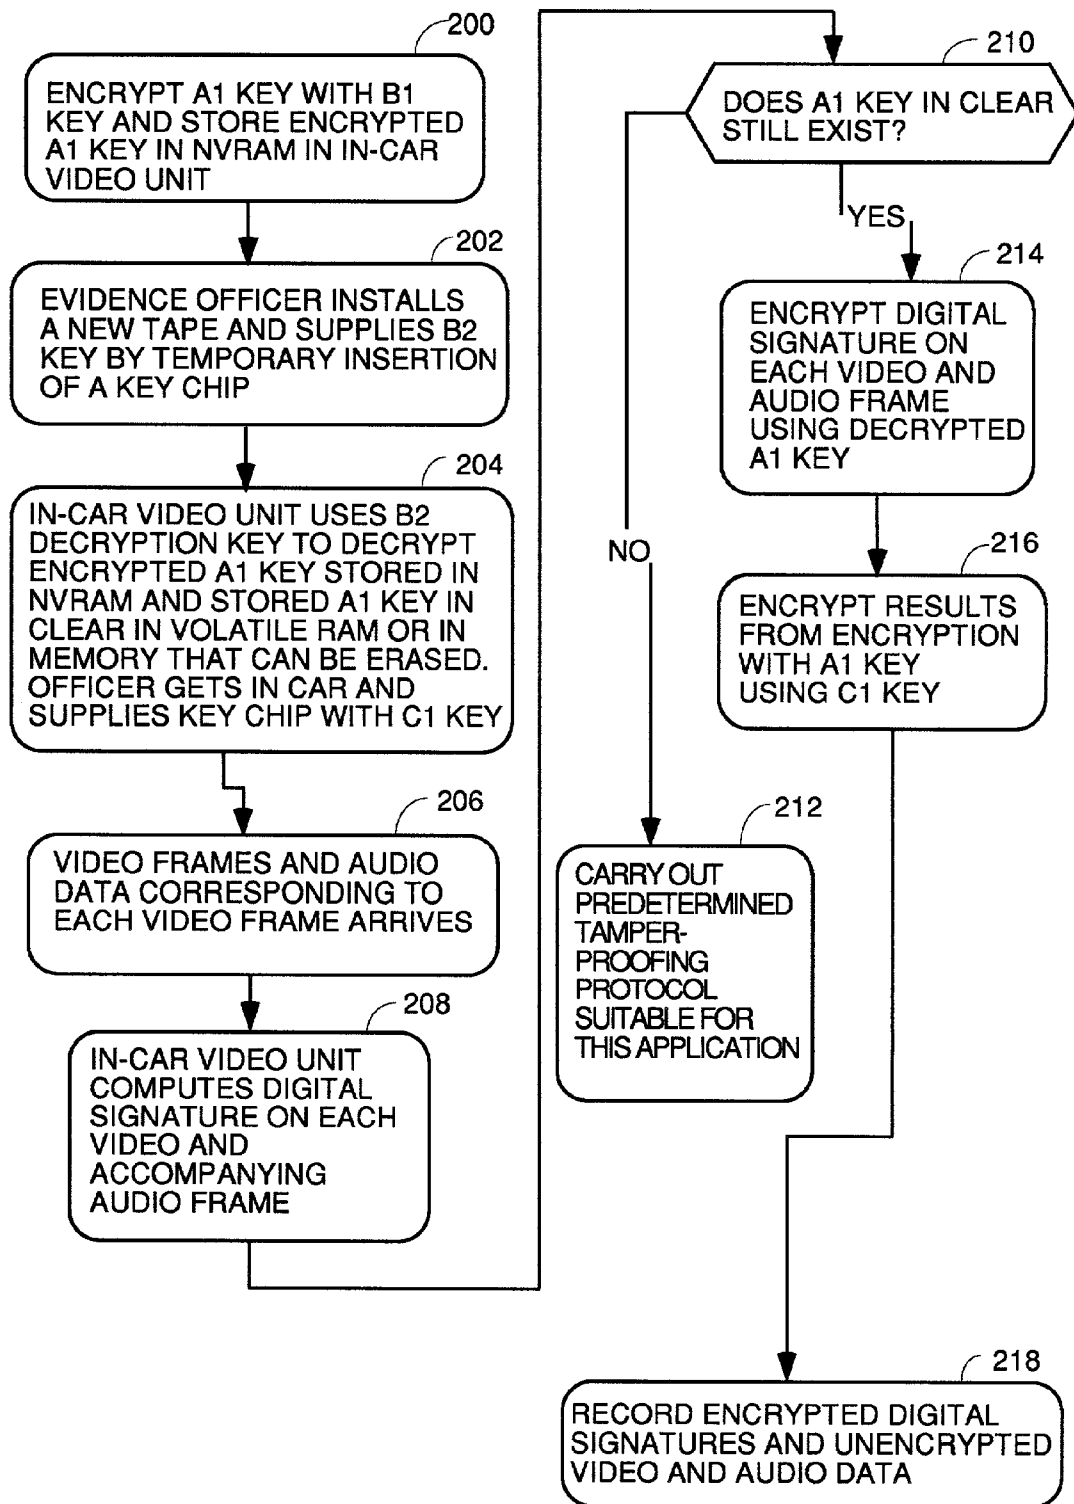 200
ENCRYPT A1 KEY WITH B1
KEY AND STORE ENCRYPTED
A1 KEY IN NVRAM IN IN-CAR
VIDEO UNIT
202
EVIDENCE OFFICER INSTALLS
A NEW TAPE AND SUPPLIES B2
KEY BY TEMPORARY INSERTION
OF A KEY CHIP
204
IN-CAR VIDEO UNIT USES B2
DECRYPTION KEY TO DECRYPT
ENCRYPTED A1 KEY STORED IN
NVRAM AND STORED A1 KEY IN
CLEAR IN VOLATILE RAM OR IN
MEMORY THAT CAN BE ERASED.
OFFICER GETS IN CAR AND
SUPPLIES KEY CHIP WITH C1 KEY
206
VIDEO FRAMES AND AUDIO
DATA CORRESPONDING TO
EACH VIDEO FRAME ARRIVES
208
IN-CAR VIDEO UNIT
COMPUTES DIGITAL
SIGNATURE ON EACH
VIDEO AND
ACCOMPANYING
AUDIO FRAME
210
DOES A1 KEY IN CLEAR
STILL EXIST?
YES
NO
214
ENCRYPT DIGITAL
SIGNATURE ON
EACH VIDEO AND
AUDIO FRAME
USING DECRYPTED
A1 KEY
216
ENCRYPT RESULTS
FROM ENCRYPTION
WITH A1 KEY
USING C1 KEY
212
CARRY OUT
PREDETERMINED
TAMPER-
PROOFING
PROTOCOL
SUITABLE FOR
THIS APPLICATION
218
RECORD ENCRYPTED DIGITAL
SIGNATURES AND UNENCRYPTED
VIDEO AND AUDIO DATA